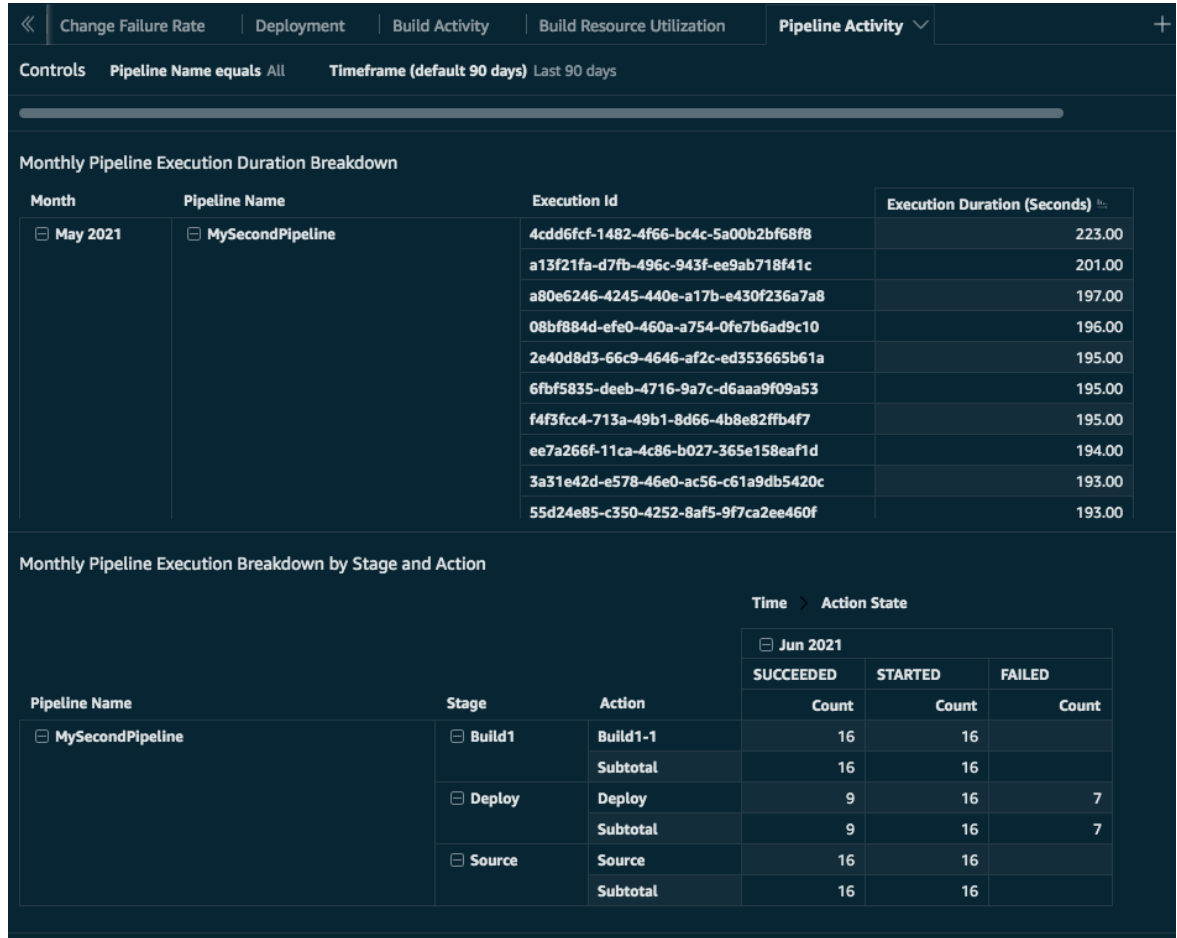 Change Failure Rate Deployment Build Activity Build Resource Utilization Pipeline Activity
Controls Pipeline Name equals All Timeframe (default 90 days) Last 90 days
Monthly Pipeline Execution Duration Breakdown
Month Pipeline Name Execution Id Execution Duration (Seconds)
May 2021 MySecondPipeline 4cdd6fcf-1482-4f66-bc4c-5a00b2bf68f8 223.00
a13f21fa-d7fb-496c-943f-ee9ab718f41c 201.00
a80e6246-4245-440e-a17b-e430f236a7a8 197.00
08bf884d-efe0-460a-a754-0fe7b6ad9c10 196.00
2e40d8d3-66c9-4646-af2c-ed353665b61a 195.00
6fbf5835-deeb-4716-9a7c-d6aaa9f09a53 195.00
f4f3fcc4-713a-49b1-8d66-4b8e82ffb4f7 195.00
ee7a266f-11ca-4c86-b027-365e158eaf1d 194.00
3a31e42d-e578-46e0-ac56-c61a9db5420c 193.00
55d24e85-c350-4252-8af5-9f7ca2ee460f 193.00
Monthly Pipeline Execution Breakdown by Stage and Action
Time Action State
Jun 2021
SUCCEEDED STARTED FAILED
Pipeline Name Stage Action Count Count Count
MySecondPipeline Build1 Build1-1 16 16
Subtotal 16 16
Deploy Deploy 9 16 7
Subtotal 9 16 7
Source Source 16 16
Subtotal 16 16